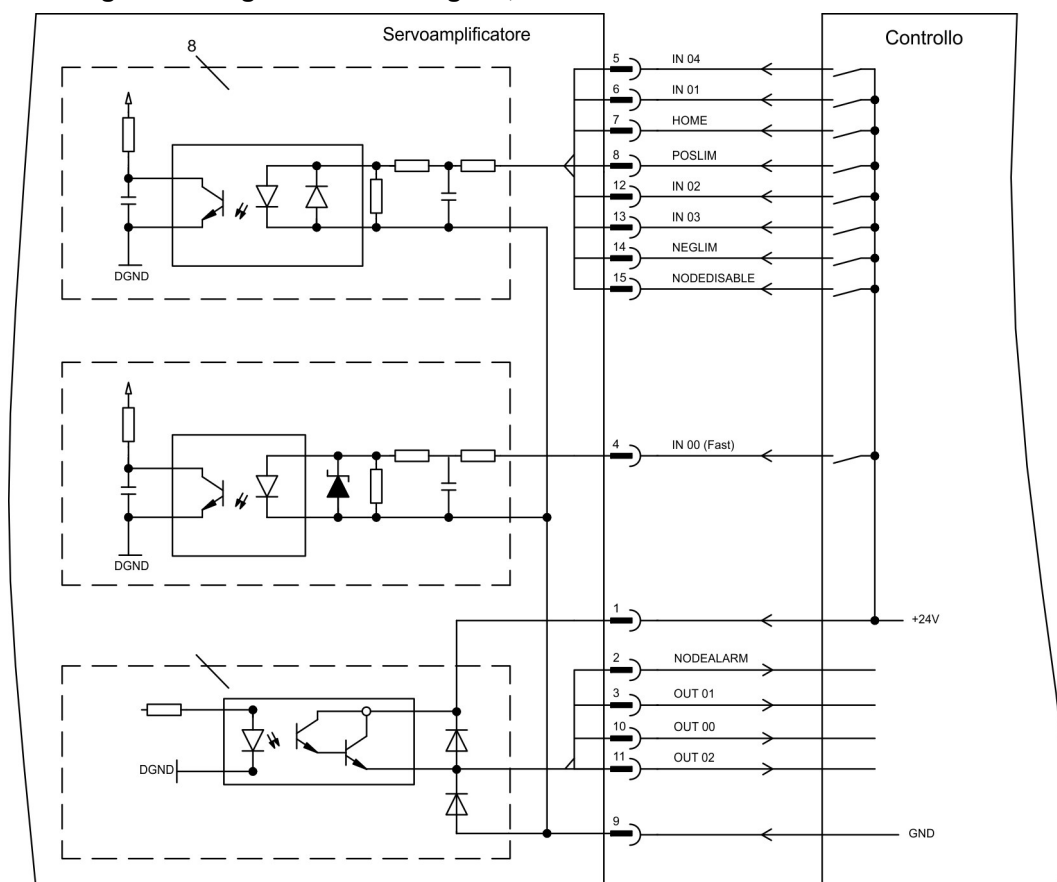 Servoamplificatore
Controllo
8
5 IN 04
6 IN 01
7 HOME
8 POSLIM
12 IN 02
13 IN 03
14 NEGLIM
15 NODEDISABLE
DGND
4 IN 00 (Fast)
DGND
1 +24V
2 NODEALARM
3 OUT 01
10 OUT 00
11 OUT 02
DGND
9 GND